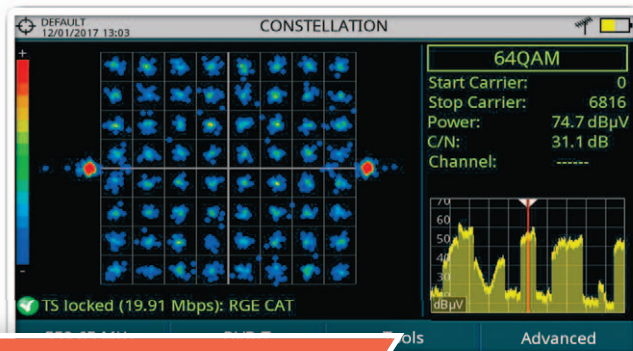 DEFAULT
12/01/2017 13:03
CONSTELLATION
+
-
64QAM
Start Carrier: 0
Stop Carrier: 6816
Power: 74.7 dBµV
C/N: 31.1 dB
Channel: ------
70
60
50
40
30
dBµV
TS locked (19.91 Mbps): RGE CAT
Advanced